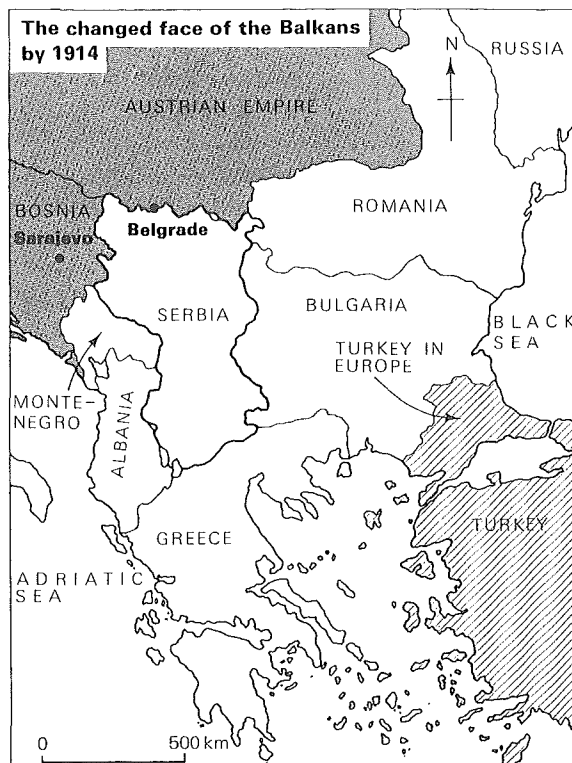 The changed face of the Balkans
by 1914
N
RUSSIA
AUSTRIAN EMPIRE
BOSNIA
Sarajevo
Belgrade
ROMANIA
SERBIA
BULGARIA
BLACK
SEA
TURKEY IN
EUROPE
MONTE-
NEGRO
ALBANIA
GREECE
TURKEY
ADRIATIC
SEA
0 500 km